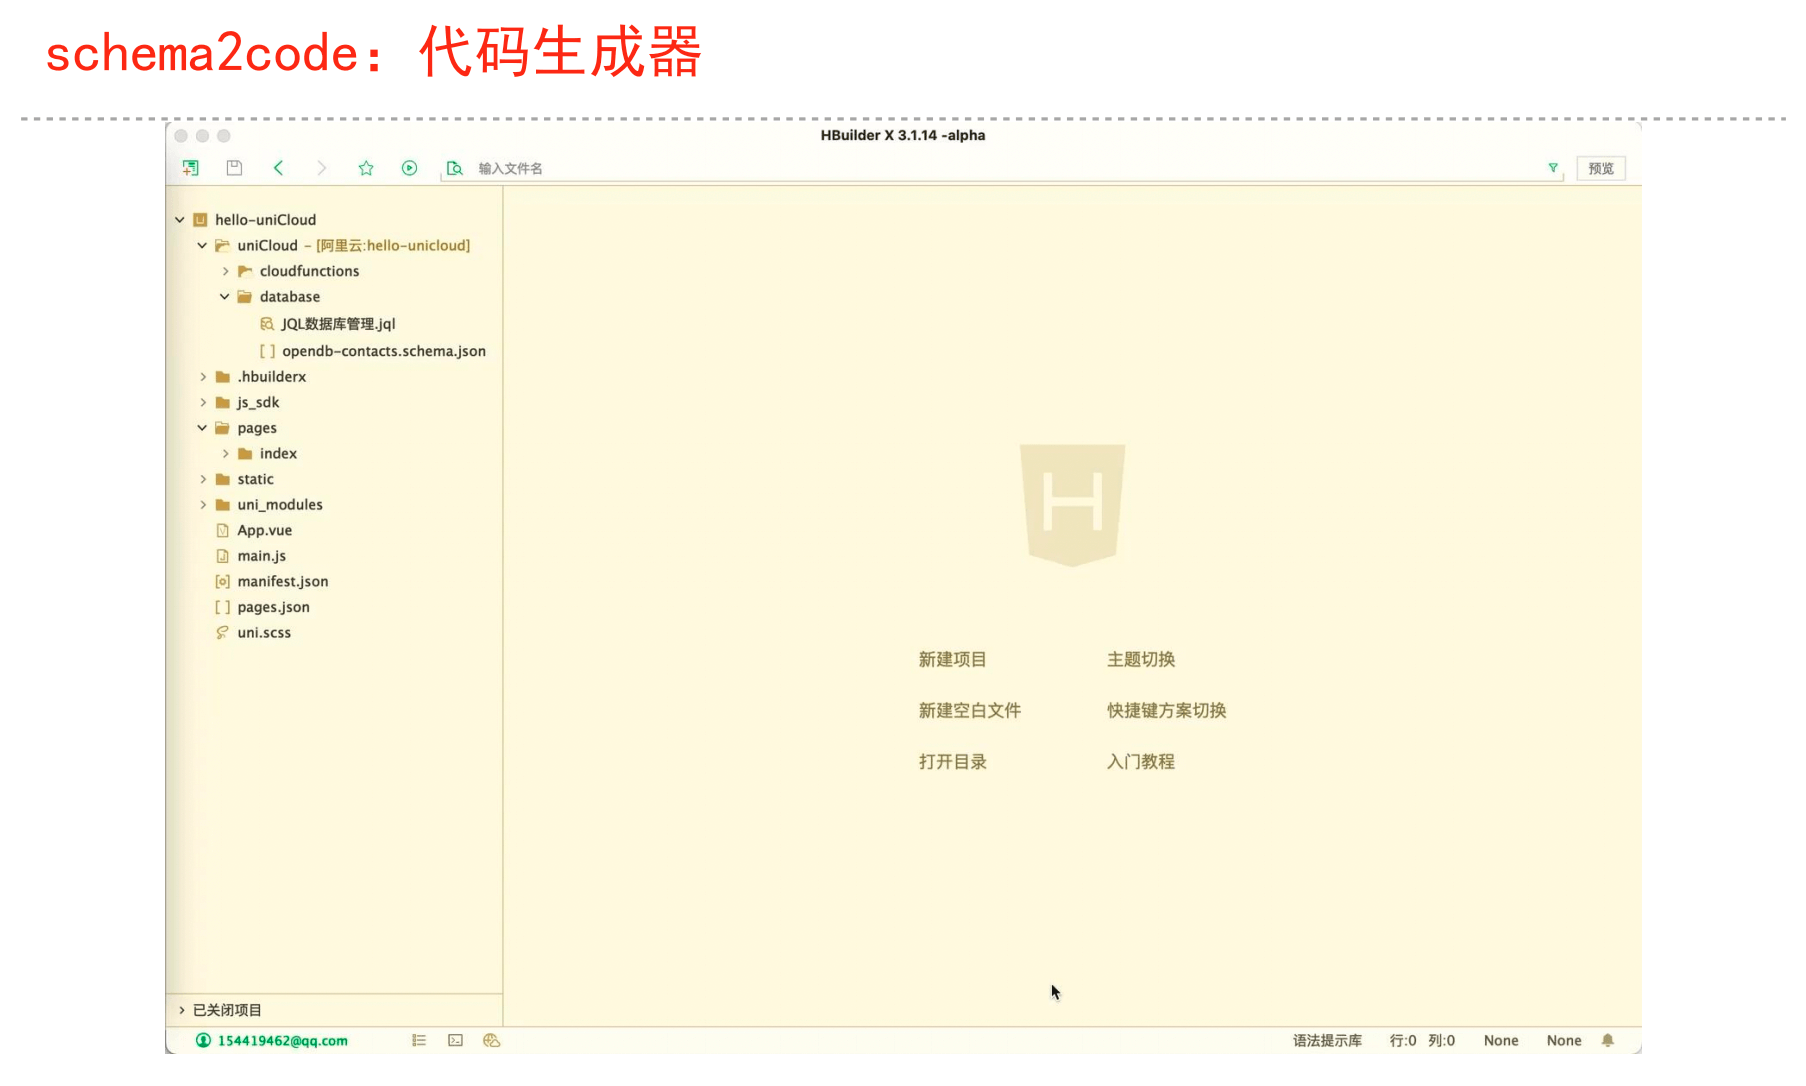 schema2code：代码生成器
HBuilder X 3.1.14 -alpha
输入文件名
预览
hello-uniCloud
uniCloud - [阿里云:hello-unicloud]
cloudfunctions
database
JQL数据库管理.jql
opendb-contacts.schema.json
.hbuilderx
js_sdk
pages
index
static
uni_modules
App.vue
main.js
manifest.json
pages.json
uni.scss
H
新建项目 主题切换
新建空白文件 快捷键方案切换
打开目录 入门教程
已关闭项目
154419462@qq.com
语法提示库 行:0 列:0 None None